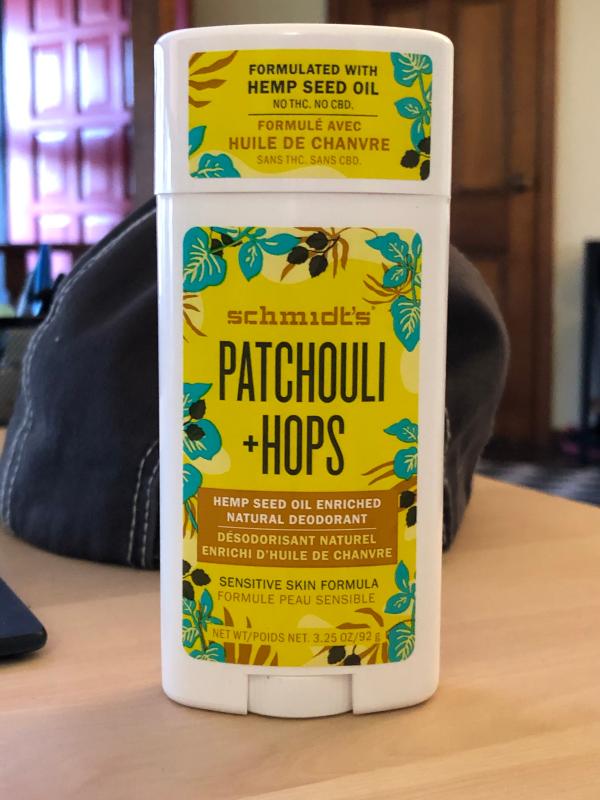 FORMULATED WITH
HEMP SEED OIL
NO THC. NO CBD.
FORMULÉ AVEC
HUILE DE CHANVRE
SANS THC. SANS CBD.
schmidt's®
PATCHOULI
+HOPS
HEMP SEED OIL ENRICHED
NATURAL DEODORANT
DÉSODORISANT NATUREL
ENRICHI D'HUILE DE CHANVRE
SENSITIVE SKIN FORMULA
FORMULE PEAU SENSIBLE
NET WT/POIDS NET. 3.25 OZ/92 g